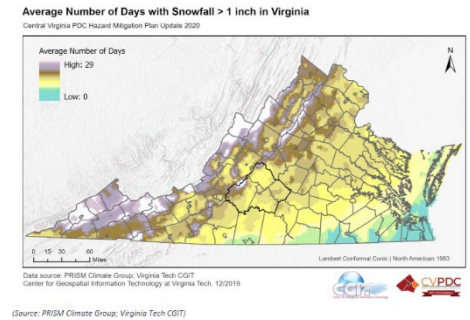 Average Number of Days with Snowfall > 1 inch in Virginia
Central Virginia PDC Hazard Mitigation Plan Update 2020
Average Number of Days
High: 29
Low: 0
N
0 15 30 60
Miles
Lambert Conformal Conic | North American 1983
Data source: PRISM Climate Group; Virginia Tech CGIT
Center for Geospatial Information Technology at Virginia Tech. 12/2019
CGIT
CVPDC
(Source: PRISM Climate Group; Virginia Tech CGIT)